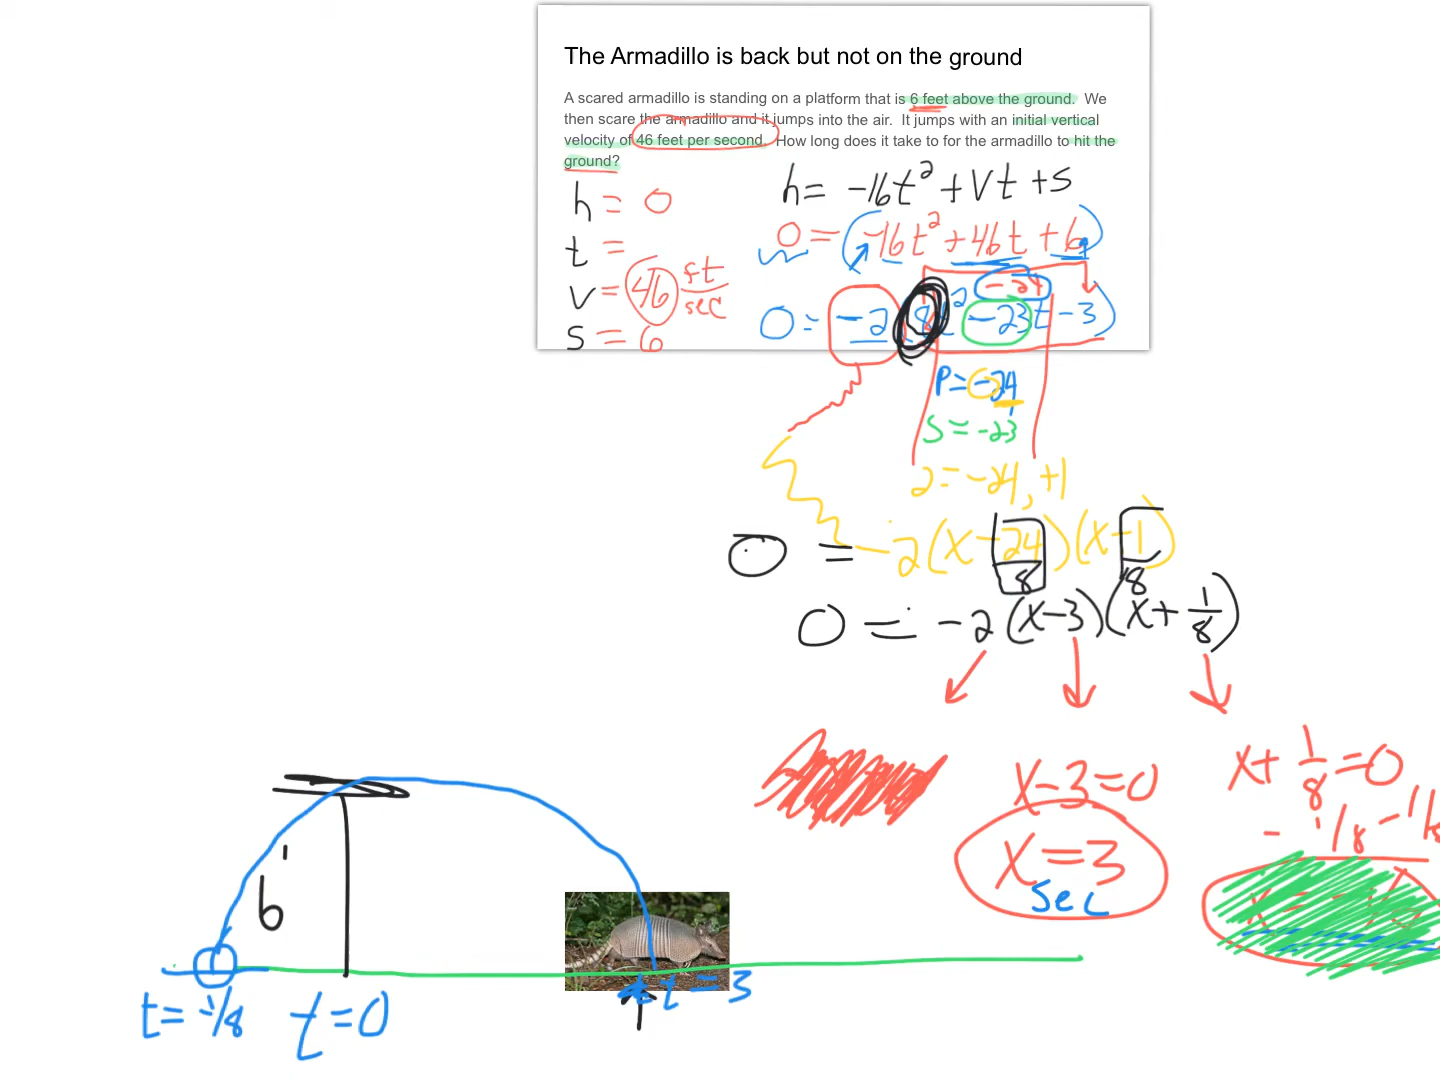 The Armadillo is back but not on the ground
A scared armadillo is standing on a platform that is 6 feet above the ground. We
then scare the armadillo and it jumps into the air. It jumps with an initial vertical
velocity of 46 feet per second. How long does it take to for the armadillo to hit the
ground?
h = 0
t =
v = 46 ft/sec
s = 6
h = -16t² + vt + s
0 = (-16t² + 46t + 6)
-24
0 = -2(8t² - 23t - 3)
P = -24
S = -23
2 = -24, +1
0 = -2(x - 24/8)(x + 1/8)
0 = -2(x - 3)(x + 1/8)
x - 3 = 0
x = 3
sec
x + 1/8 = 0
- 1/8 - 1/8
6'
t = -1/8
t = 0
t = 3